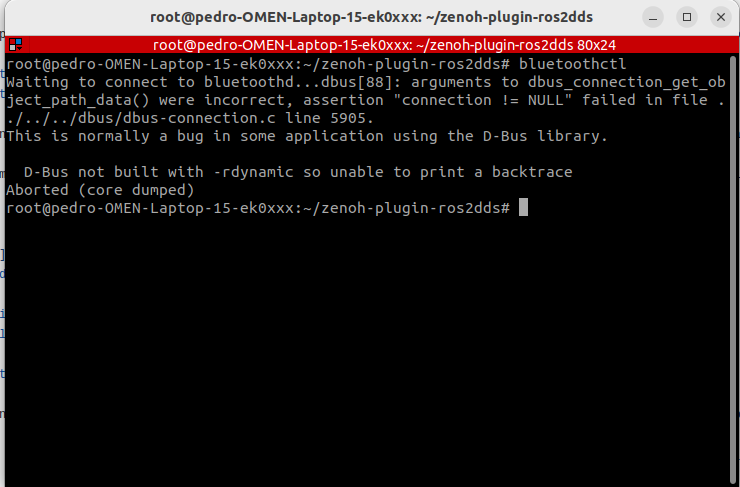 root@pedro-OMEN-Laptop-15-ek0xxx: ~/zenoh-plugin-ros2dds
root@pedro-OMEN-Laptop-15-ek0xxx: ~/zenoh-plugin-ros2dds 80x24
root@pedro-OMEN-Laptop-15-ek0xxx:~/zenoh-plugin-ros2dds# bluetoothctl
Waiting to connect to bluetoothd...dbus[88]: arguments to dbus_connection_get_ob
ject_path_data() were incorrect, assertion "connection != NULL" failed in file .
./../../dbus/dbus-connection.c line 5905.
This is normally a bug in some application using the D-Bus library.
  D-Bus not built with -rdynamic so unable to print a backtrace
Aborted (core dumped)
root@pedro-OMEN-Laptop-15-ek0xxx:~/zenoh-plugin-ros2dds#